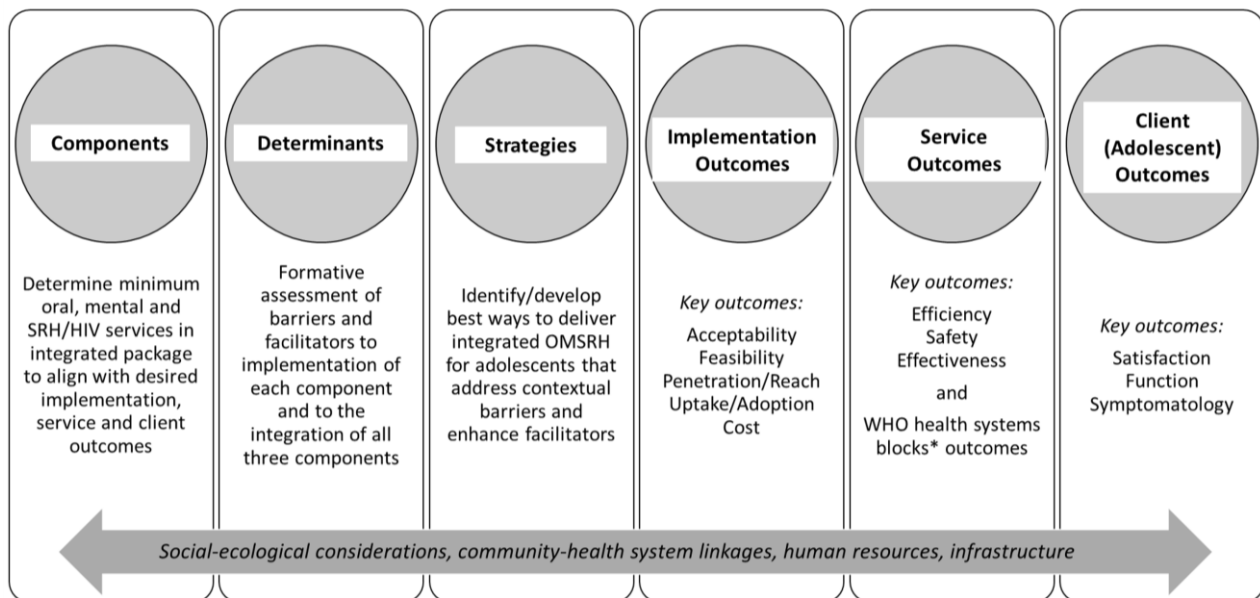 Components
Determine minimum
oral, mental and
SRH/HIV services in
integrated package
to align with desired
implementation,
service and client
outcomes
Determinants
Formative
assessment of
barriers and
facilitators to
implementation of
each component
and to the
integration of all
three components
Strategies
Identify/develop
best ways to deliver
integrated OMSRH
for adolescents that
address contextual
barriers and
enhance facilitators
Implementation
Outcomes
Key outcomes:
Acceptability
Feasibility
Penetration/Reach
Uptake/Adoption
Cost
Service
Outcomes
Key outcomes:
Efficiency
Safety
Effectiveness
and
WHO health systems
blocks* outcomes
Client
(Adolescent)
Outcomes
Key outcomes:
Satisfaction
Function
Symptomatology
Social-ecological considerations, community-health system linkages, human resources, infrastructure